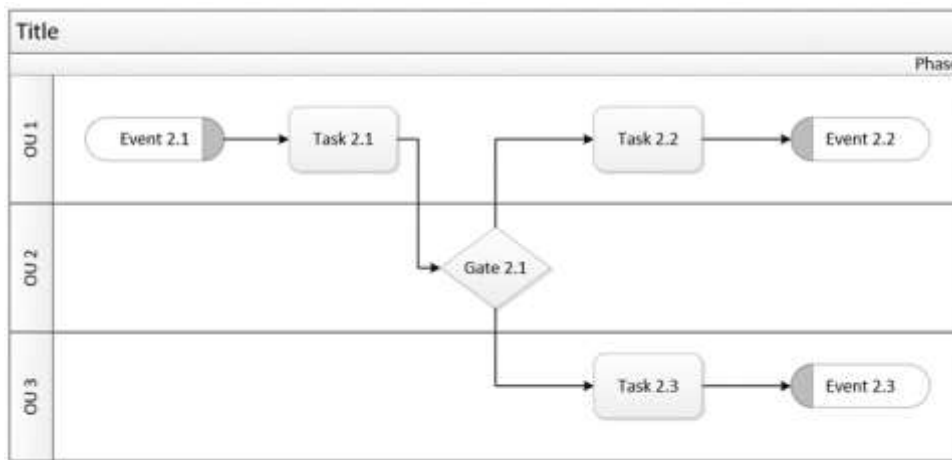 Title
Phase
OU 1
Event 2.1
Task 2.1
Task 2.2
Event 2.2
OU 2
Gate 2.1
OU 3
Task 2.3
Event 2.3